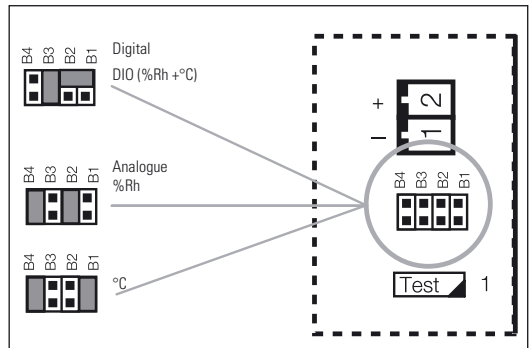 B4 B3 B2 B1
Digital
DIO (%Rh +°C)
B4 B3 B2 B1
Analogue
%Rh
B4 B3 B2 B1
°C
+ 2
– 1
B4 B3 B2 B1
Test 1